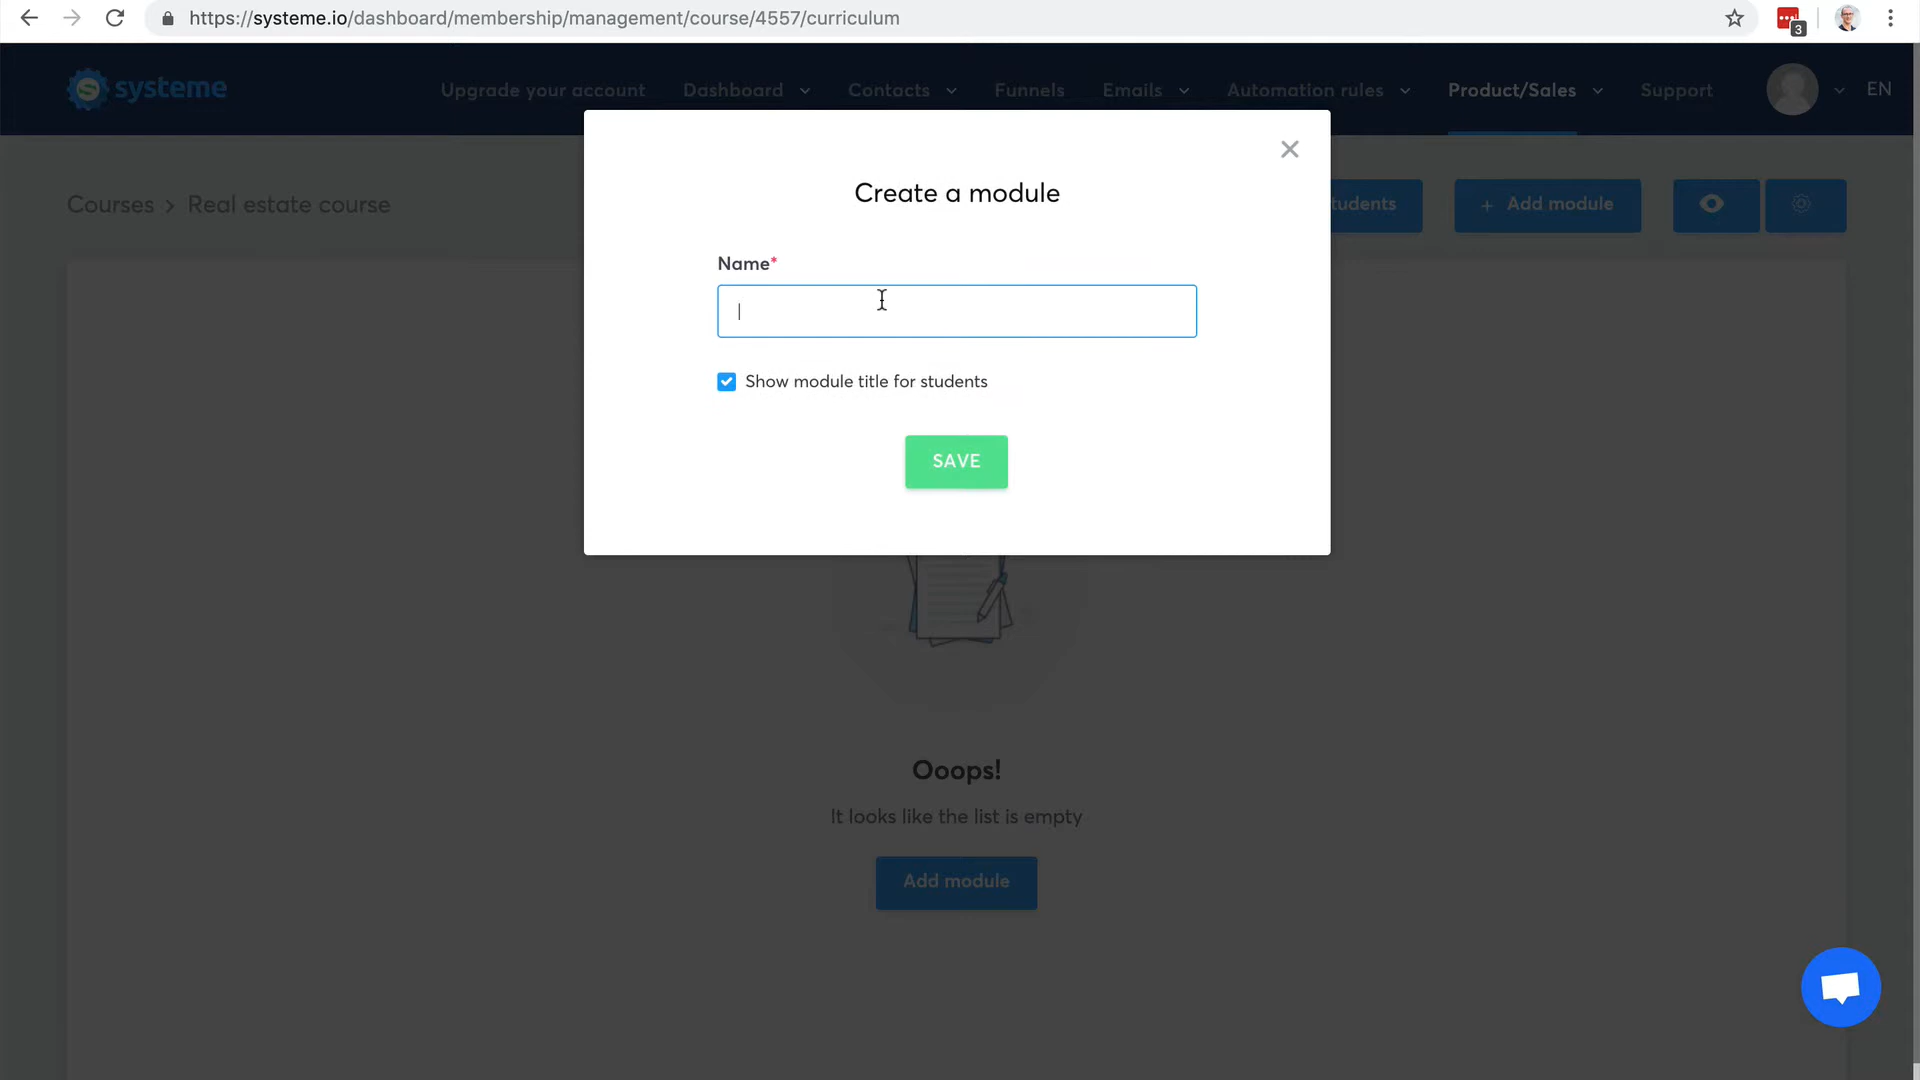 https://systeme.io/dashboard/membership/management/course/4557/curriculum
3
systeme
Upgrade your account
Dashboard
Contacts
Funnels
Emails
Automation rules
Product/Sales
Support
EN
Courses > Real estate course
tudents
+ Add module
Create a module
Name*
Show module title for students
SAVE
Ooops!
It looks like the list is empty
Add module